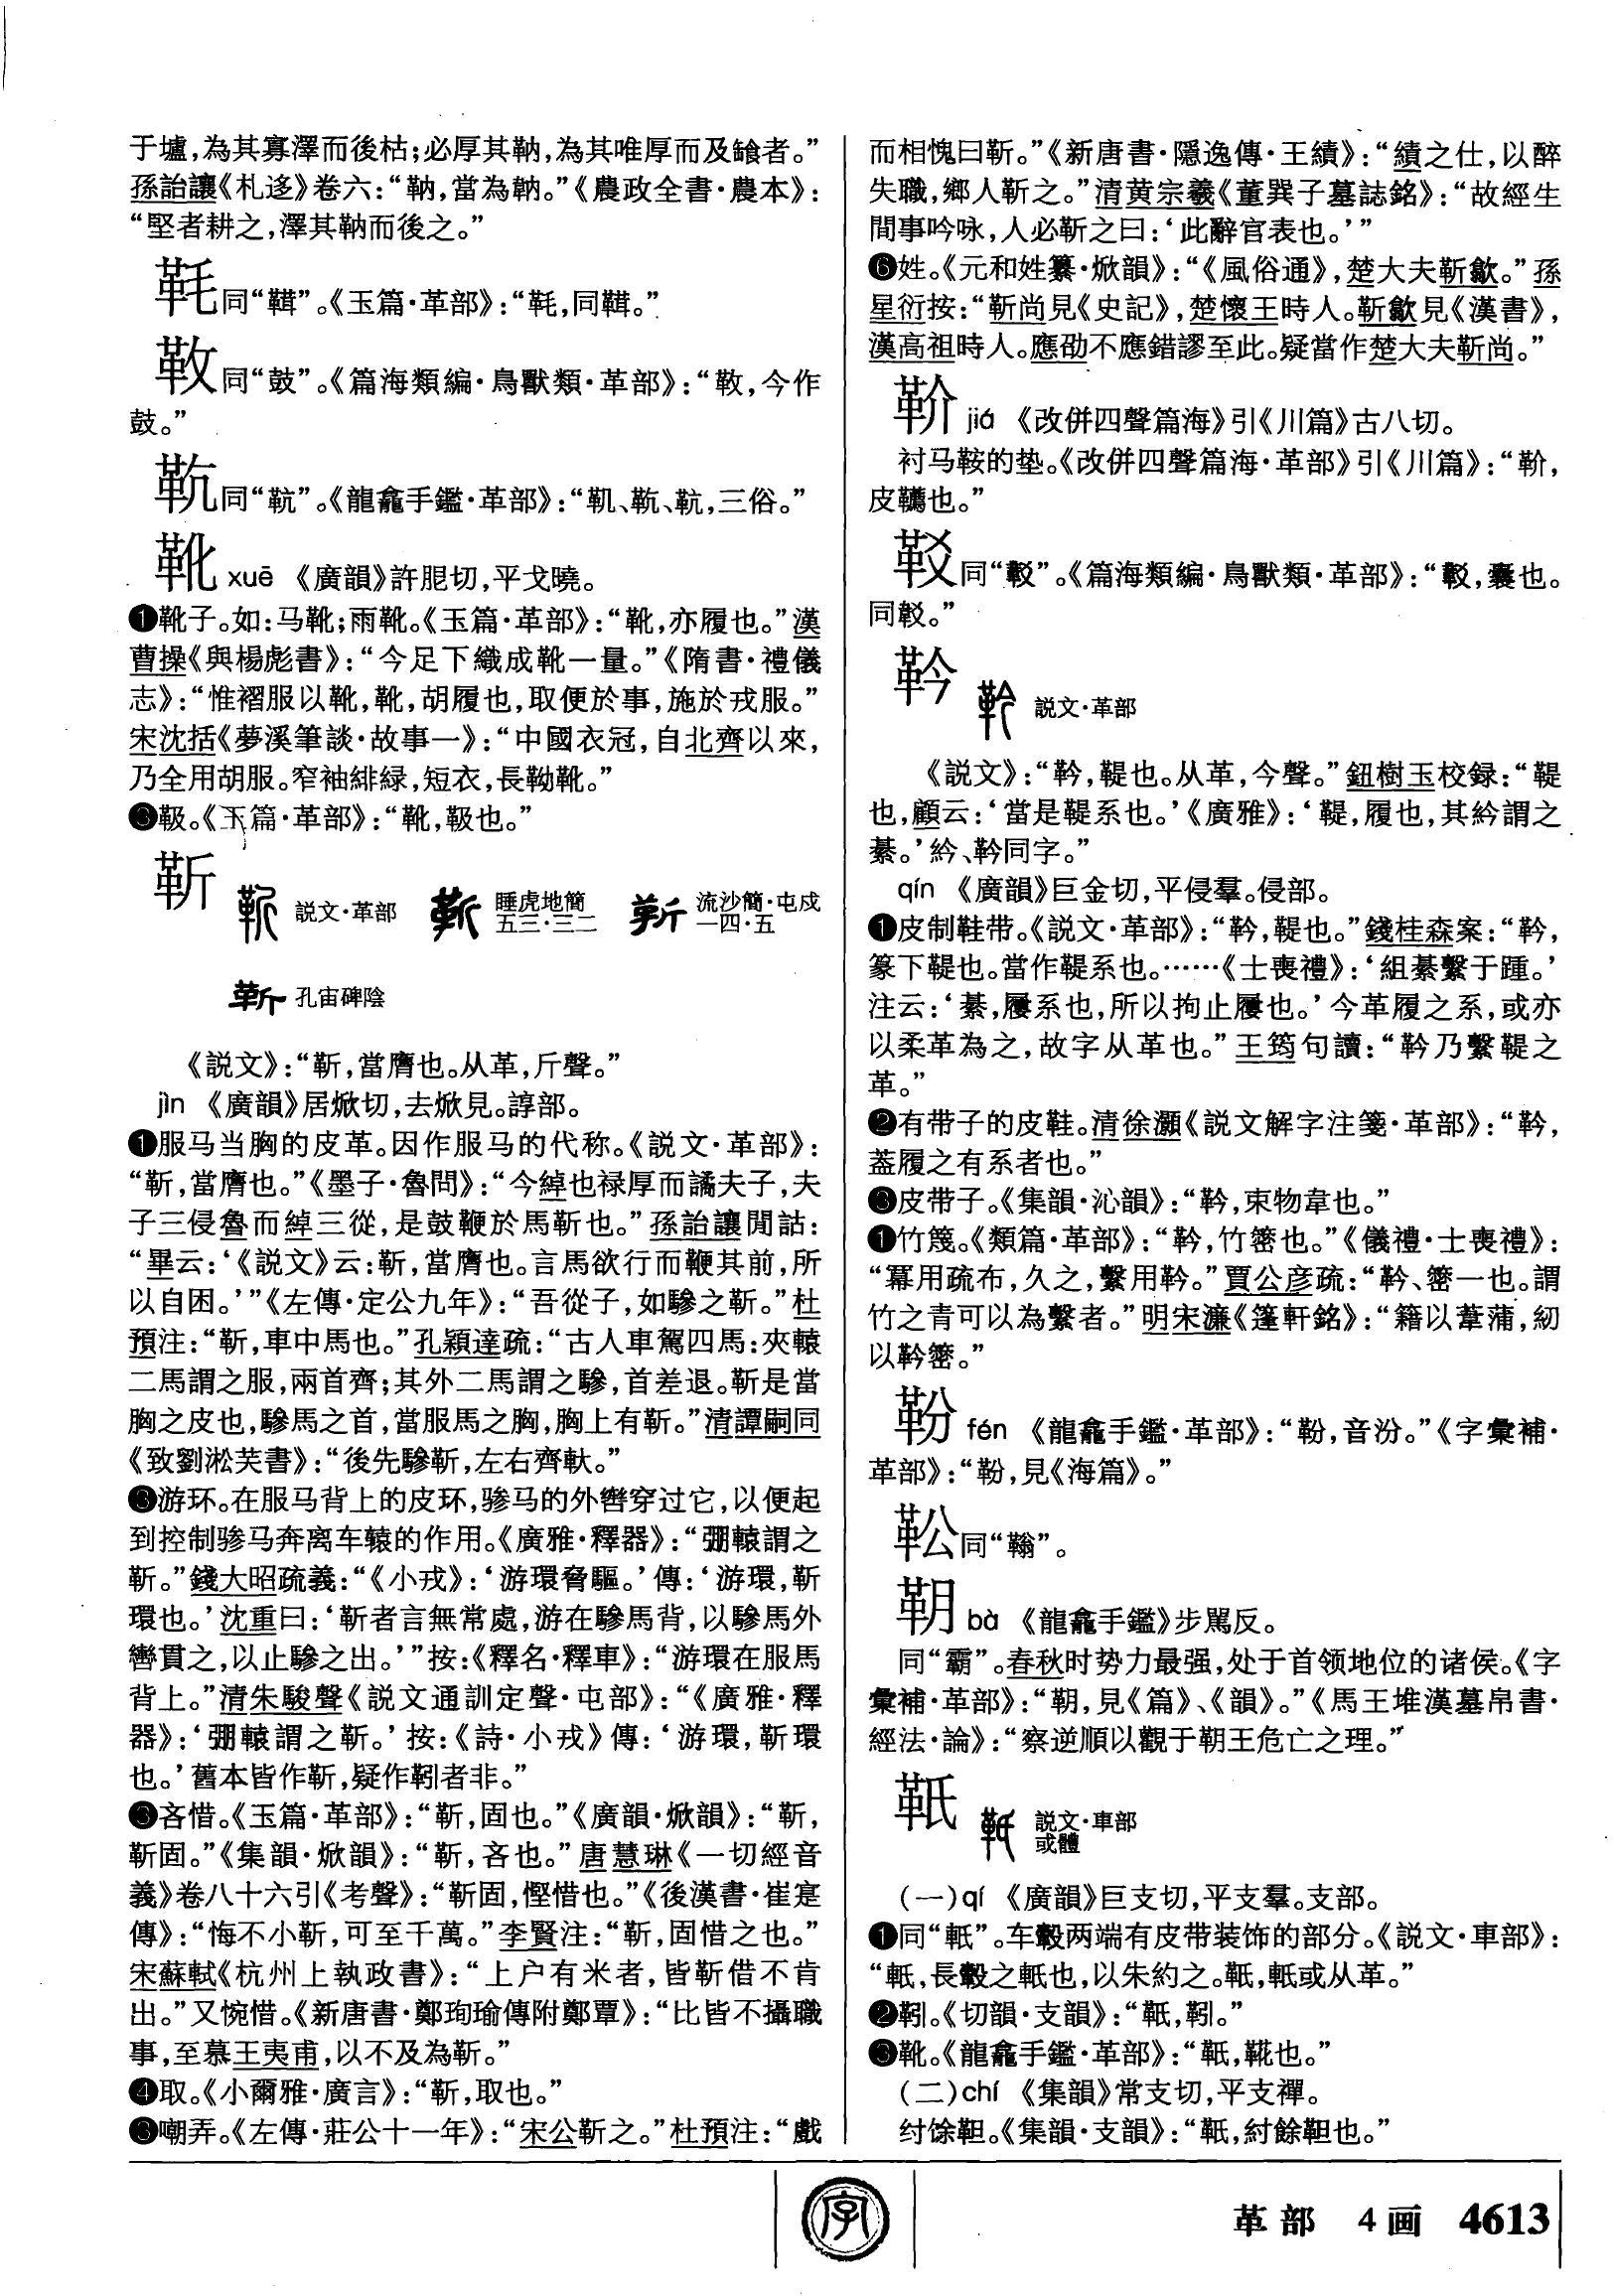 于壚,為其寡澤而後枯;必厚其䩹,為其唯厚而及䭑者。”
孫詒讓《札迻》卷六:“䩹,當為䪏。”《農政全書·農本》:
“堅者耕之,澤其䩹而後之。”
同“鞾”。《玉篇·革部》:“
同“鼓”。《篇海類編·鳥獸類·革部》:“
,今作
鼓。”
同“䩑”。《龍龕手鑑·革部》:“
三俗。”
靴 xuē 《廣韻》許𦚢切,平戈曉。
❶靴子。如:马靴;雨靴。《玉篇·革部》:“靴,亦履也。”漢
曹操《與楊彪書》:“今足下織成靴一量。”《隋書·禮儀
志》:“惟褶服以靴,靴,胡履也,取便於事,施於戎服。”
宋沈括《夢溪筆談·故事一》:“中國衣冠,自北齊以來,
乃全用胡服。窄袖緋緑,短衣,長靿靴。”
❷靸。《玉篇·革部》:“靴,靸也。”
靳 説文·革部 睡虎地簡 五三·三二 流沙簡·屯戍 一四·五
孔宙碑陰
《説文》:“靳,當膺也。从革,斤聲。”
jìn 《廣韻》居焮切,去焮見。諄部。
❶服马当胸的皮革。因作服马的代称。《説文·革部》:
“靳,當膺也。”《墨子·魯問》:“今綽也禄厚而譎夫子,夫
子三侵魯而綽三從,是鼓鞭於馬靳也。”孫詒讓閒詁:
“畢云:‘《説文》云:靳,當膺也。言馬欲行而鞭其前,所
以自困。’”《左傳·定公九年》:“吾從子,如驂之靳。”杜
預注:“靳,車中馬也。”孔穎達疏:“古人車駕四馬:夾轅
二馬謂之服,兩首齊;其外二馬謂之驂,首差退。靳是當
胸之皮也,驂馬之首,當服馬之胸,胸上有靳。”清譚嗣同
《致劉淞芙書》:“後先驂靳,左右齊軑。”
❷游环。在服马背上的皮环,骖马的外辔穿过它,以便起
到控制骖马奔离车辕的作用。《廣雅·釋器》:“弸轅謂之
靳。”錢大昭疏義:“《小戎》:‘游環脅驅。’傳:‘游環,靳
環也。’沈重曰:‘靳者言無常處,游在驂馬背,以驂馬外
轡貫之,以止驂之出。’”按:《釋名·釋車》:“游環在服馬
背上。”清朱駿聲《説文通訓定聲·屯部》:“《廣雅·釋
器》:‘弸轅謂之靳。’按:《詩·小戎》傳:‘游環,靳環
也。’舊本皆作靳,疑作靷者非。”
❸吝惜。《玉篇·革部》:“靳,固也。”《廣韻·焮韻》:“靳,
靳固。”《集韻·焮韻》:“靳,吝也。”唐慧琳《一切經音
義》卷八十六引《考聲》:“靳固,慳惜也。”《後漢書·崔寔
傳》:“悔不小靳,可至千萬。”李賢注:“靳,固惜之也。”
宋蘇軾《杭州上執政書》:“上户有米者,皆靳借不肯
出。”又惋惜。《新唐書·鄭珣瑜傳附鄭覃》:“比皆不攝職
事,至慕王夷甫,以不及為靳。”
❹取。《小爾雅·廣言》:“靳,取也。”
❺嘲弄。《左傳·莊公十一年》:“宋公靳之。”杜預注:“戲
而相愧曰靳。”《新唐書·隱逸傳·王績》:“績之仕,以醉
失職,鄉人靳之。”清黄宗羲《董巽子墓誌銘》:“故經生
間事吟咏,人必靳之曰:‘此辭官表也。’”
❻姓。《元和姓纂·焮韻》:“《風俗通》,楚大夫靳歙。”孫
星衍按:“靳尚見《史記》,楚懷王時人。靳歙見《漢書》,
漢高祖時人。應劭不應錯謬至此。疑當作楚大夫靳尚。”
䩡 jiá 《改併四聲篇海》引《川篇》古八切。
衬马鞍的垫。《改併四聲篇海·革部》引《川篇》:“䩡,
皮韉也。”
同“㲉”。《篇海類編·鳥獸類·革部》:“
,囊也。
靲 説文·革部
《説文》:“靲,鞮也。从革,今聲。”鈕樹玉校録:“鞮
也,顧云:‘當是鞮系也。’《廣雅》:‘鞮,履也,其紟謂之
綦。’紟、靲同字。”
qín 《廣韻》巨金切,平侵羣。侵部。
❶皮制鞋带。《説文·革部》:“靲,鞮也。”錢桂森案:“靲,
篆下鞮也。當作鞮系也。……《士喪禮》:‘組綦繫于踵。’
注云:‘綦,屨系也,所以拘止屨也。’今革履之系,或亦
以柔革為之,故字从革也。”王筠句讀:“靲乃繫鞮之
革。”
❷有带子的皮鞋。清徐灝《説文解字注箋·革部》:“靲,
葢履之有系者也。”
❸皮带子。《集韻·沁韻》:“靲,束物韋也。”
❹竹篾。《類篇·革部》:“靲,竹䈼也。”《儀禮·士喪禮》:
“冪用疏布,久之,繫用靲。”賈公彦疏:“靲、䈼一也。謂
竹之青可以為繫者。”明宋濂《篷軒銘》:“籍以葦蒲,紉
以靲䈼。”
䩿 fén 《龍龕手鑑·革部》:“
,音汾。”《字彙補·
革部》:“
,見《海篇》。”
同“䩺”。
bà 《龍龕手鑑》步罵反。
同“霸”。春秋时势力最强,处于首领地位的诸侯。《字
彙補·革部》:“
,見《篇》、《韻》。”《馬王堆漢墓帛書·
經法·論》:“察逆順以觀于
王危亡之理。”
䩃 説文·車部 或體
(一)qí 《廣韻》巨支切,平支羣。支部。
❶同“軝”。车毂两端有皮带装饰的部分。《説文·車部》:
“軝,長轂之軝也,以朱約之。䩃,軝或从革。”
❷靷。《切韻·支韻》:“䩃,靷。”
❸靴。《龍龕手鑑·革部》:“䩃,
也。”
(二)chí 《集韻》常支切,平支禪。
纣馀靼。《集韻·支韻》:“䩃,紂餘靼也。”
字
革部 4画 4613